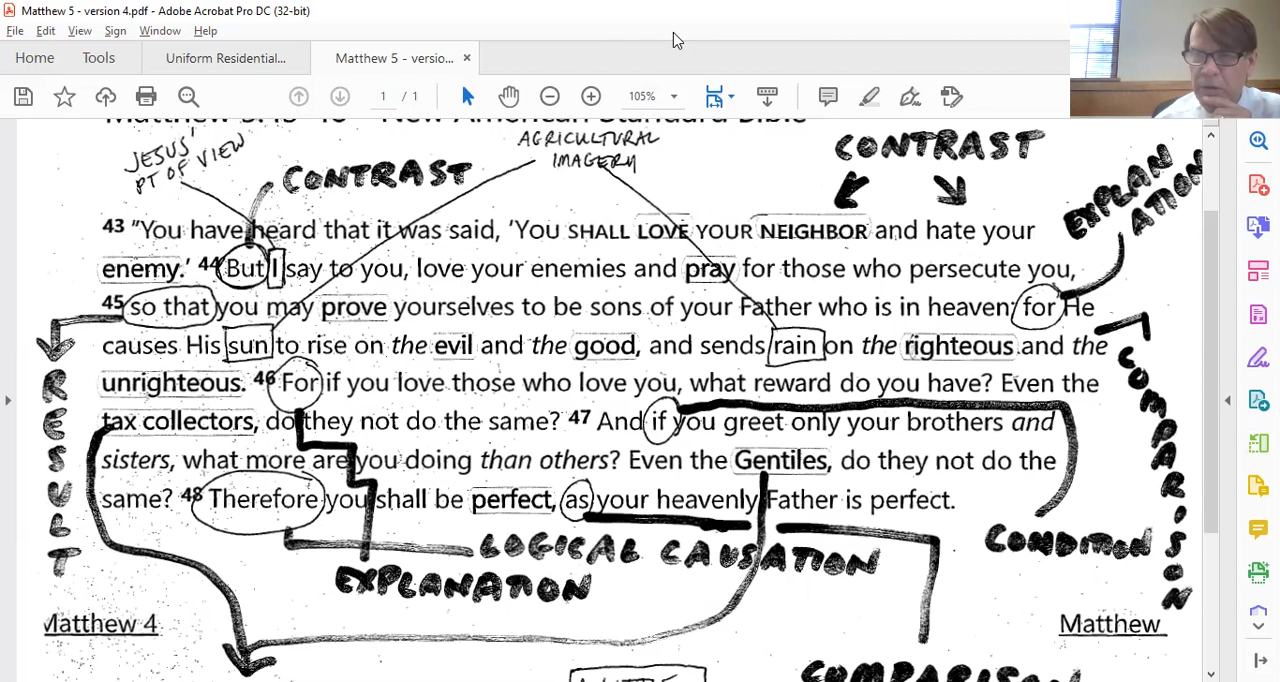 Matthew 5 - version 4.pdf - Adobe Acrobat Pro DC (32-bit)
File Edit View Sign Window Help
Home Tools Uniform Residential... Matthew 5 - versio... ×
1 / 1 105%
JESUS' PT OF VIEW
AGRICULTURAL IMAGERY
CONTRAST
CONTRAST
EXPLANATION
43 "You have heard that it was said, 'YOU SHALL LOVE YOUR NEIGHBOR and hate your
enemy.' 44 But I say to you, love your enemies and pray for those who persecute you,
45 so that you may prove yourselves to be sons of your Father who is in heaven; for He
causes His sun to rise on the evil and the good, and sends rain on the righteous and the
unrighteous. 46 For if you love those who love you, what reward do you have? Even the
tax collectors, do they not do the same? 47 And if you greet only your brothers and
sisters, what more are you doing than others? Even the Gentiles, do they not do the
same? 48 Therefore you shall be perfect, as your heavenly Father is perfect.
RESULT
COMPARISON
LOGICAL CAUSATION
CONDITION
EXPLANATION
Matthew 4
Matthew
COMPARISON